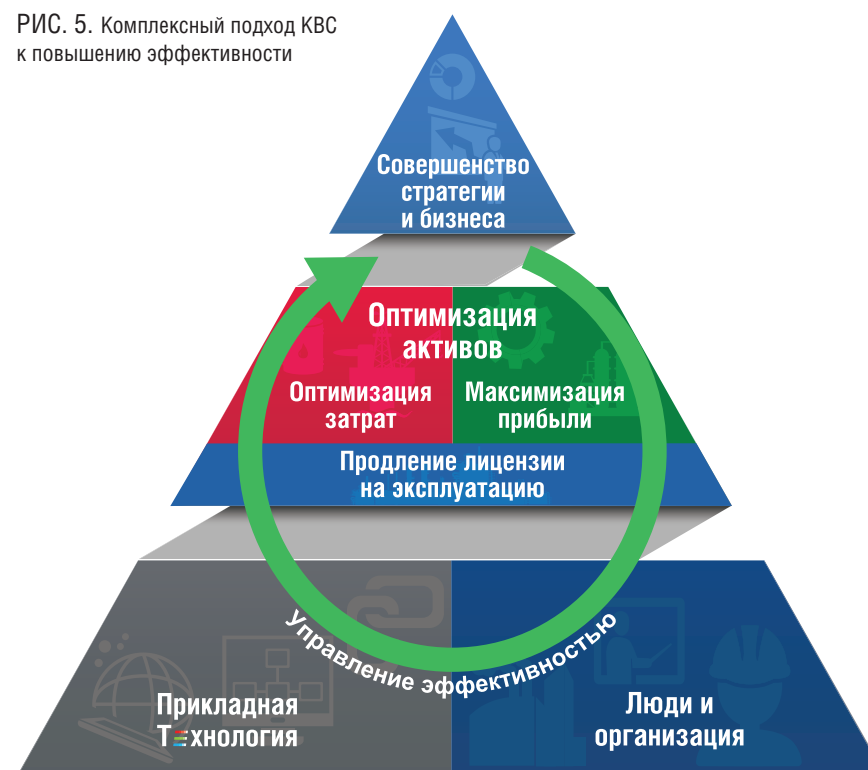 РИС. 5. Комплексный подход КВС
к повышению эффективности
Совершенство
стратегии
и бизнеса
Оптимизация
активов
Оптимизация
затрат
Максимизация
прибыли
Продление лицензии
на эксплуатацию
Управление эффективностью
Прикладная
Технология
Люди и
организация